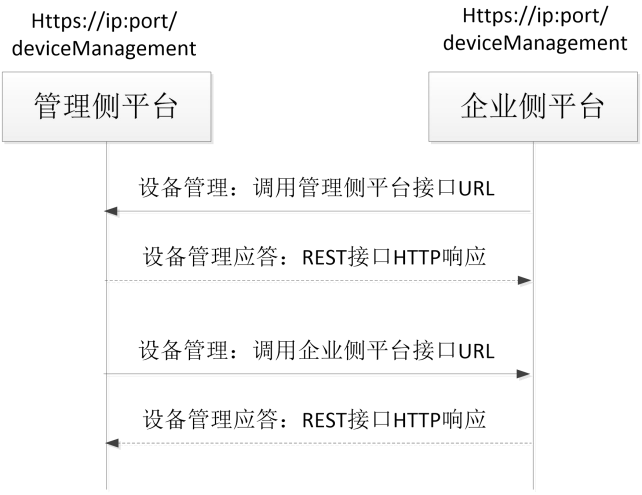 Https://ip:port/
deviceManagement
Https://ip:port/
deviceManagement
管理侧平台
企业侧平台
设备管理：调用管理侧平台接口URL
设备管理应答：REST接口HTTP响应
设备管理：调用企业侧平台接口URL
设备管理应答：REST接口HTTP响应